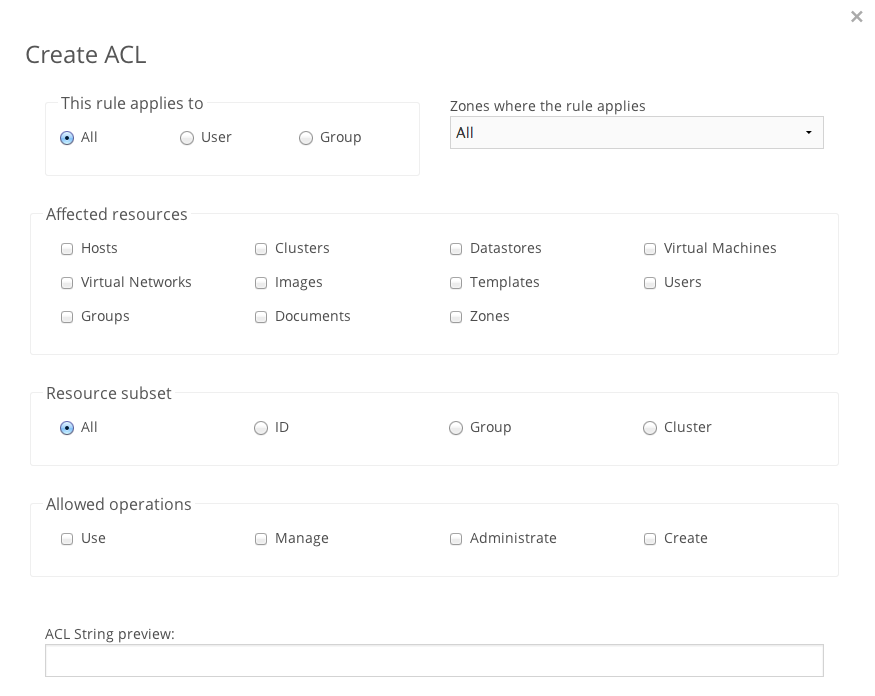 Create ACL
This rule applies to
Zones where the rule applies
All User Group
All
Affected resources
Hosts Clusters Datastores Virtual Machines
Virtual Networks Images Templates Users
Groups Documents Zones
Resource subset
All ID Group Cluster
Allowed operations
Use Manage Administrate Create
ACL String preview: